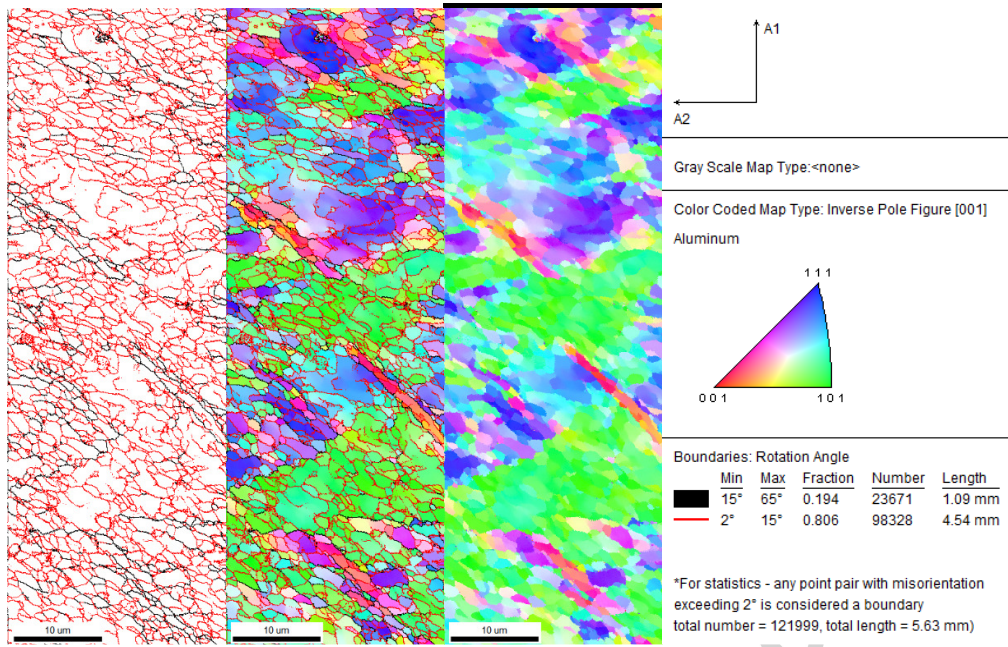 A1
A2
Gray Scale Map Type:<none>
Color Coded Map Type: Inverse Pole Figure [001]
Aluminum
1 1 1
0 0 1
1 0 1
Boundaries: Rotation Angle
Min Max Fraction Number Length
15° 65° 0.194 23671 1.09 mm
2° 15° 0.806 98328 4.54 mm
*For statistics - any point pair with misorientation
exceeding 2° is considered a boundary
total number = 121999, total length = 5.63 mm)
10 um
10 um
10 um